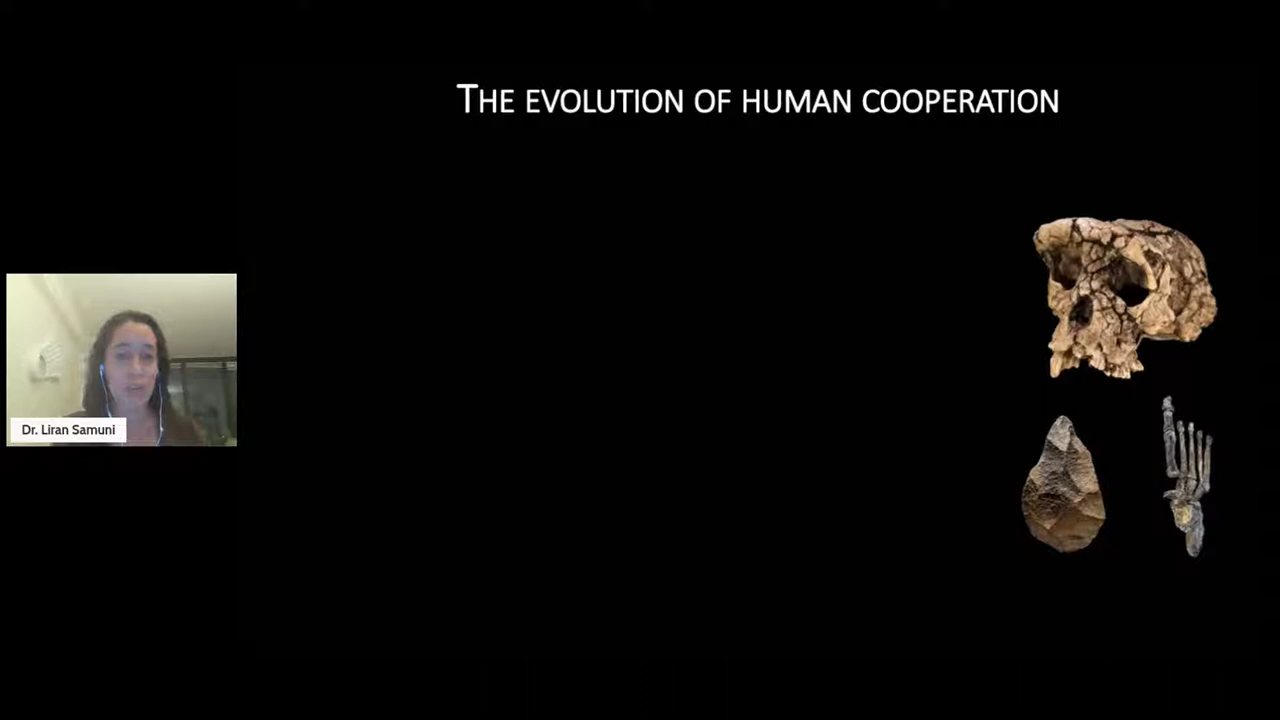 THE EVOLUTION OF HUMAN COOPERATION
Dr. Liran Samuni